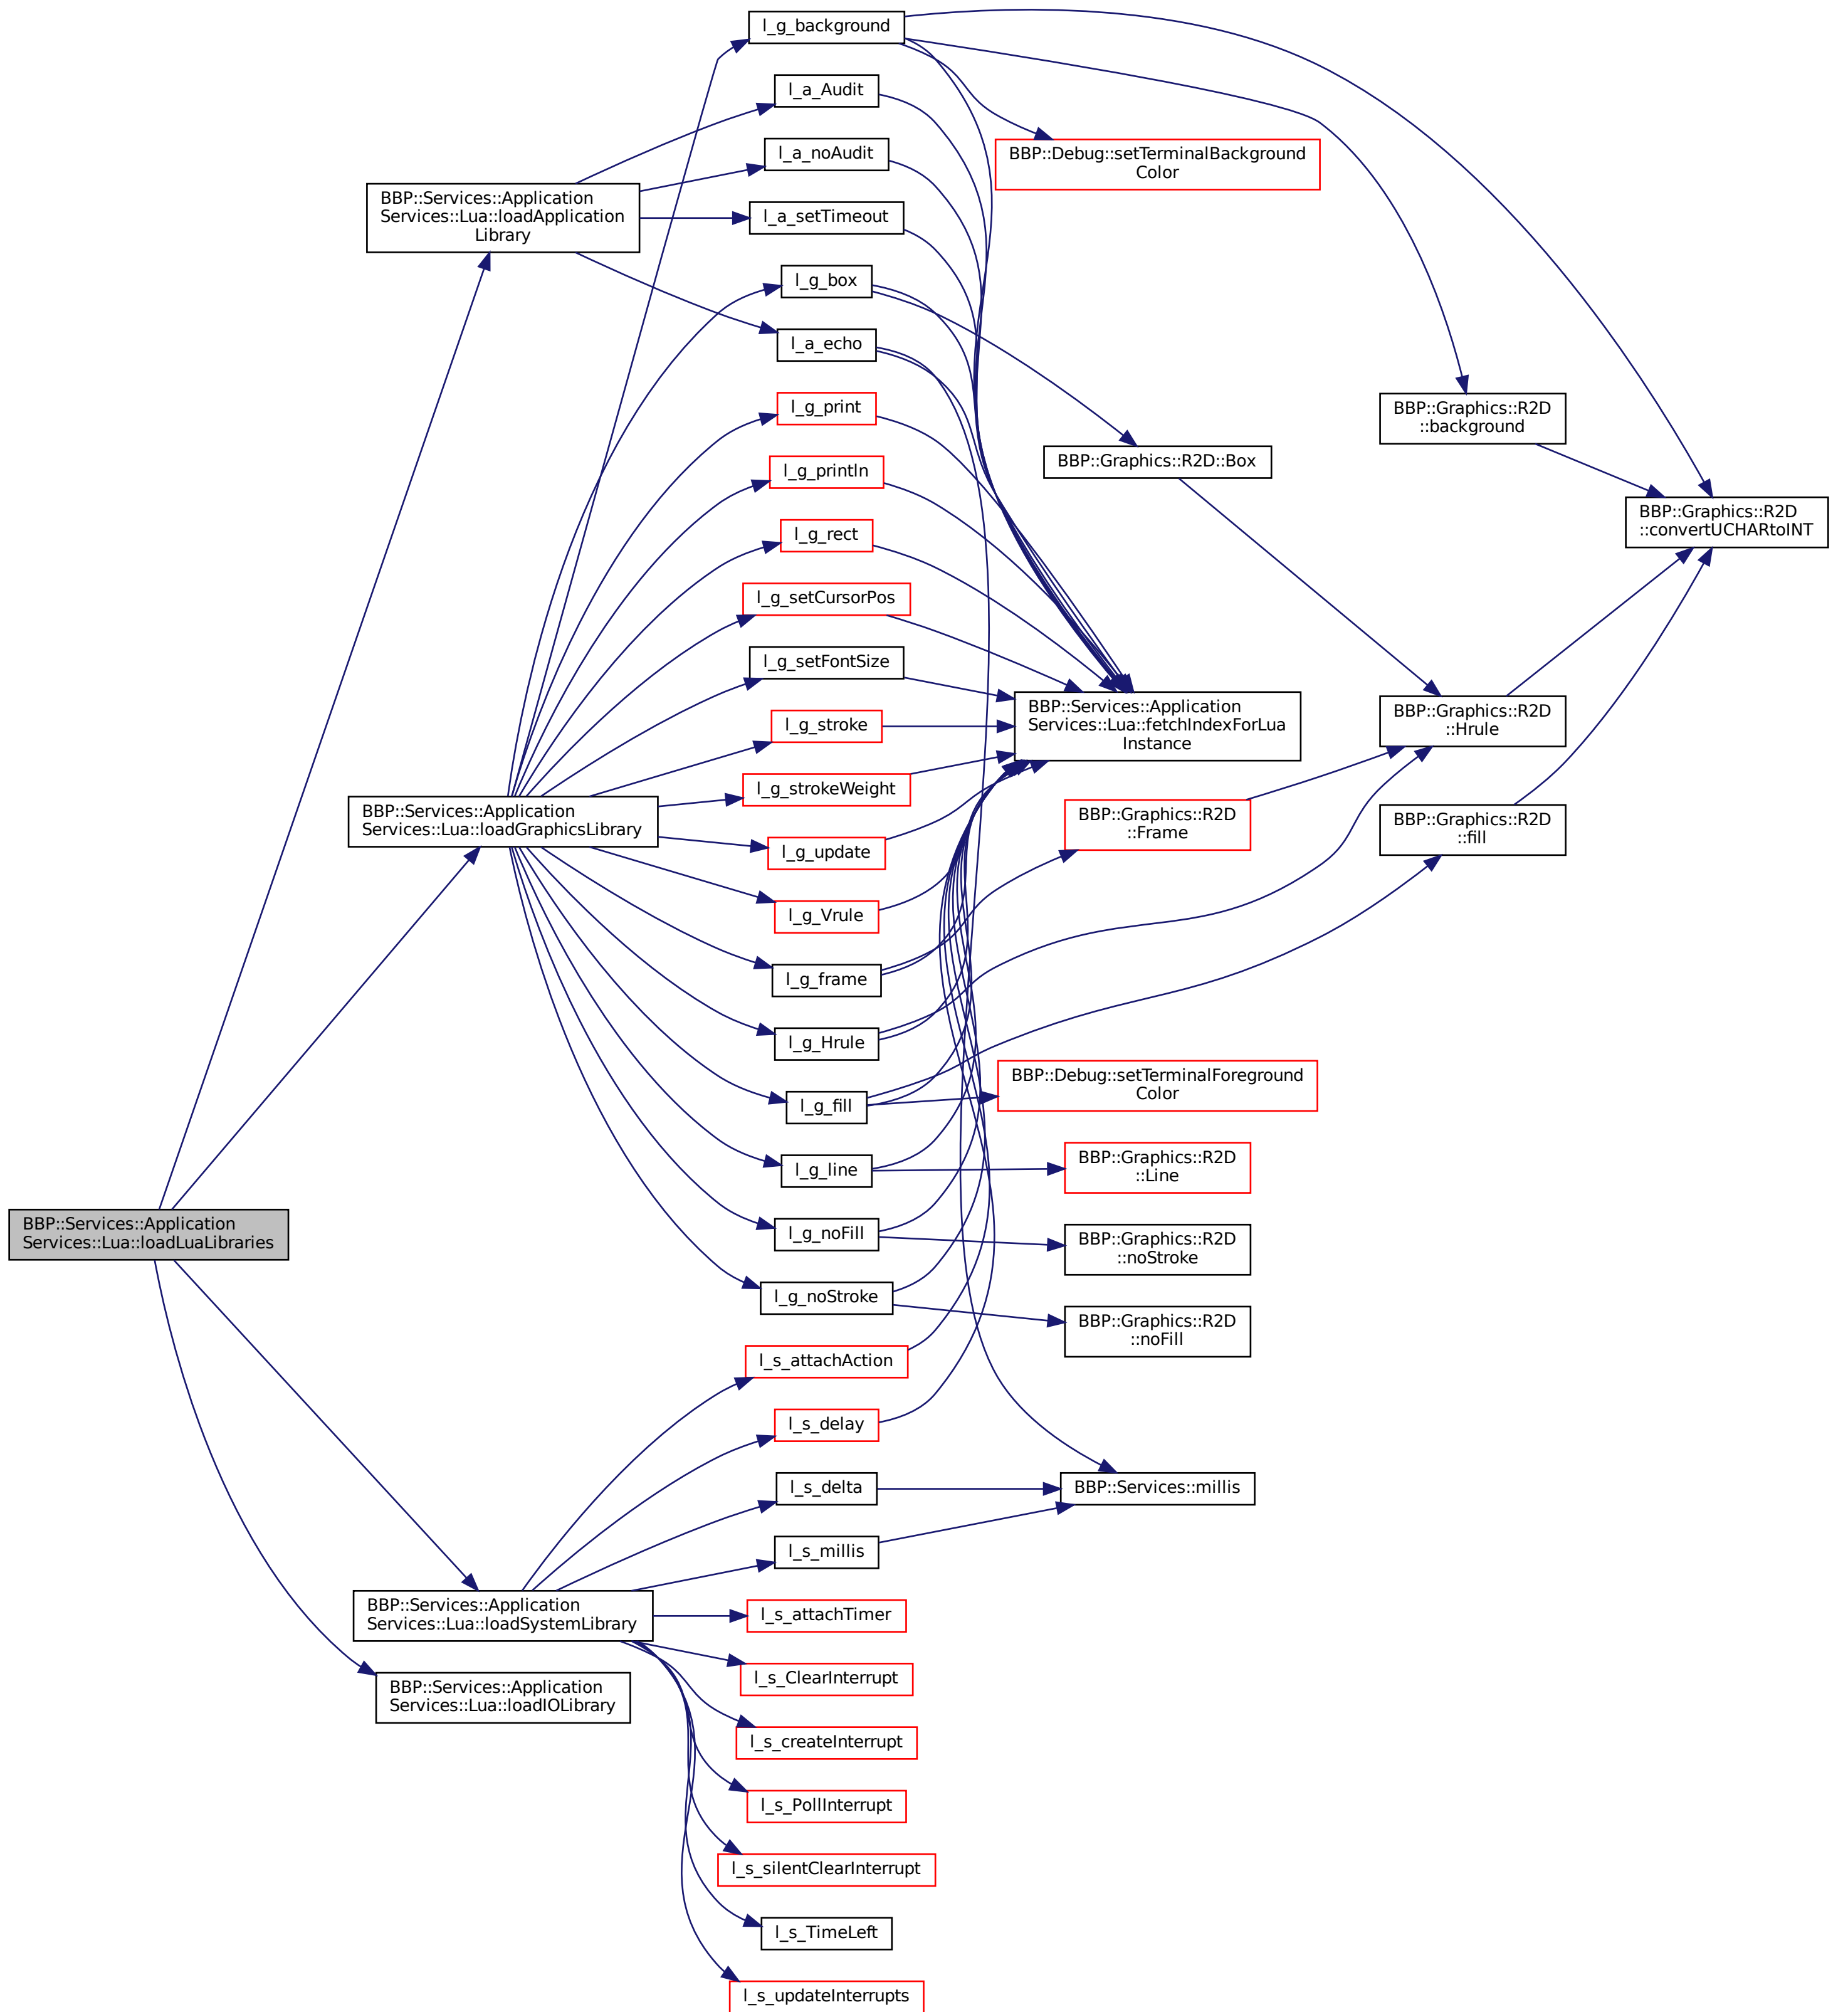 BBP::Services::Application
Services::Lua::loadLuaLibraries
BBP::Services::Application
Services::Lua::loadApplication
Library
BBP::Services::Application
Services::Lua::loadGraphicsLibrary
BBP::Services::Application
Services::Lua::loadSystemLibrary
BBP::Services::Application
Services::Lua::loadIOLibrary
l_g_background
l_a_Audit
l_a_noAudit
l_a_setTimeout
l_g_box
l_a_echo
l_g_print
l_g_println
l_g_rect
l_g_setCursorPos
l_g_setFontSize
l_g_stroke
l_g_strokeWeight
l_g_update
l_g_Vrule
l_g_frame
l_g_Hrule
l_g_fill
l_g_line
l_g_noFill
l_g_noStroke
l_s_attachAction
l_s_delay
l_s_delta
l_s_millis
l_s_attachTimer
l_s_ClearInterrupt
l_s_createInterrupt
l_s_PollInterrupt
l_s_silentClearInterrupt
l_s_TimeLeft
l_s_updateInterrupts
BBP::Debug::setTerminalBackground
Color
BBP::Graphics::R2D::Box
BBP::Services::Application
Services::Lua::fetchIndexForLua
Instance
BBP::Graphics::R2D
::Frame
BBP::Debug::setTerminalForeground
Color
BBP::Graphics::R2D
::Line
BBP::Graphics::R2D
::noStroke
BBP::Graphics::R2D
::noFill
BBP::Services::millis
BBP::Graphics::R2D
::background
BBP::Graphics::R2D
::Hrule
BBP::Graphics::R2D
::fill
BBP::Graphics::R2D
::convertUCHARtoINT